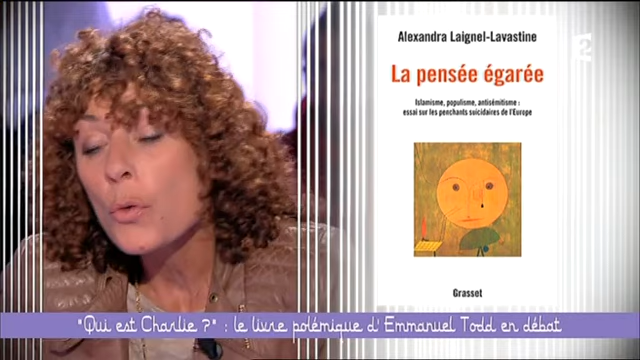 2
Alexandra Laignel-Lavastine
La pensée égarée
Islamisme, populisme, antisémitisme :
essai sur les penchants suicidaires de l'Europe
Grasset
"Qui est Charlie ?" : le livre polémique d'Emmanuel Todd en débat